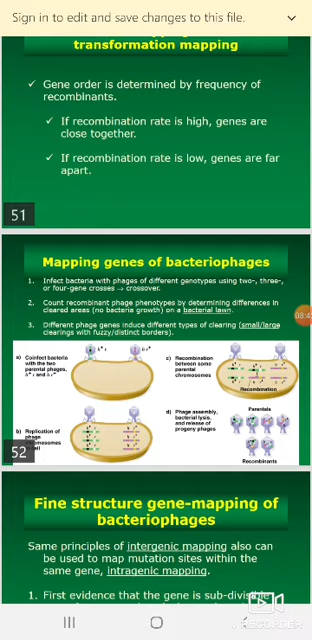 Sign in to edit and save changes to this file.
transformation mapping
✓ Gene order is determined by frequency of
recombinants.
✓ If recombination rate is high, genes are
close together.
✓ If recombination rate is low, genes are far
apart.
51
Mapping genes of bacteriophages
1. Infect bacteria with phages of different genotypes using two-, three-,
or four-gene crosses → crossover.
2. Count recombinant phage phenotypes by determining differences in
cleared areas (no bacteria growth) on a bacterial lawn.
3. Different phage genes induce different types of clearing (small/large
clearings with fuzzy/distinct borders).
a) Coinfect bacteria
with the two
parental phages,
c) Recombination
between some
parental
chromosomes
Recombination
b) Replication of
phage
chromosomes
d) Phage assembly,
bacterial lysis,
and release of
progeny phages
Parentals
Recombinants
52
08:4
Fine structure gene-mapping of
bacteriophages
Same principles of intergenic mapping also can
be used to map mutation sites within the
same gene, intragenic mapping.
1. First evidence that the gene is sub-divisible
RECORDER